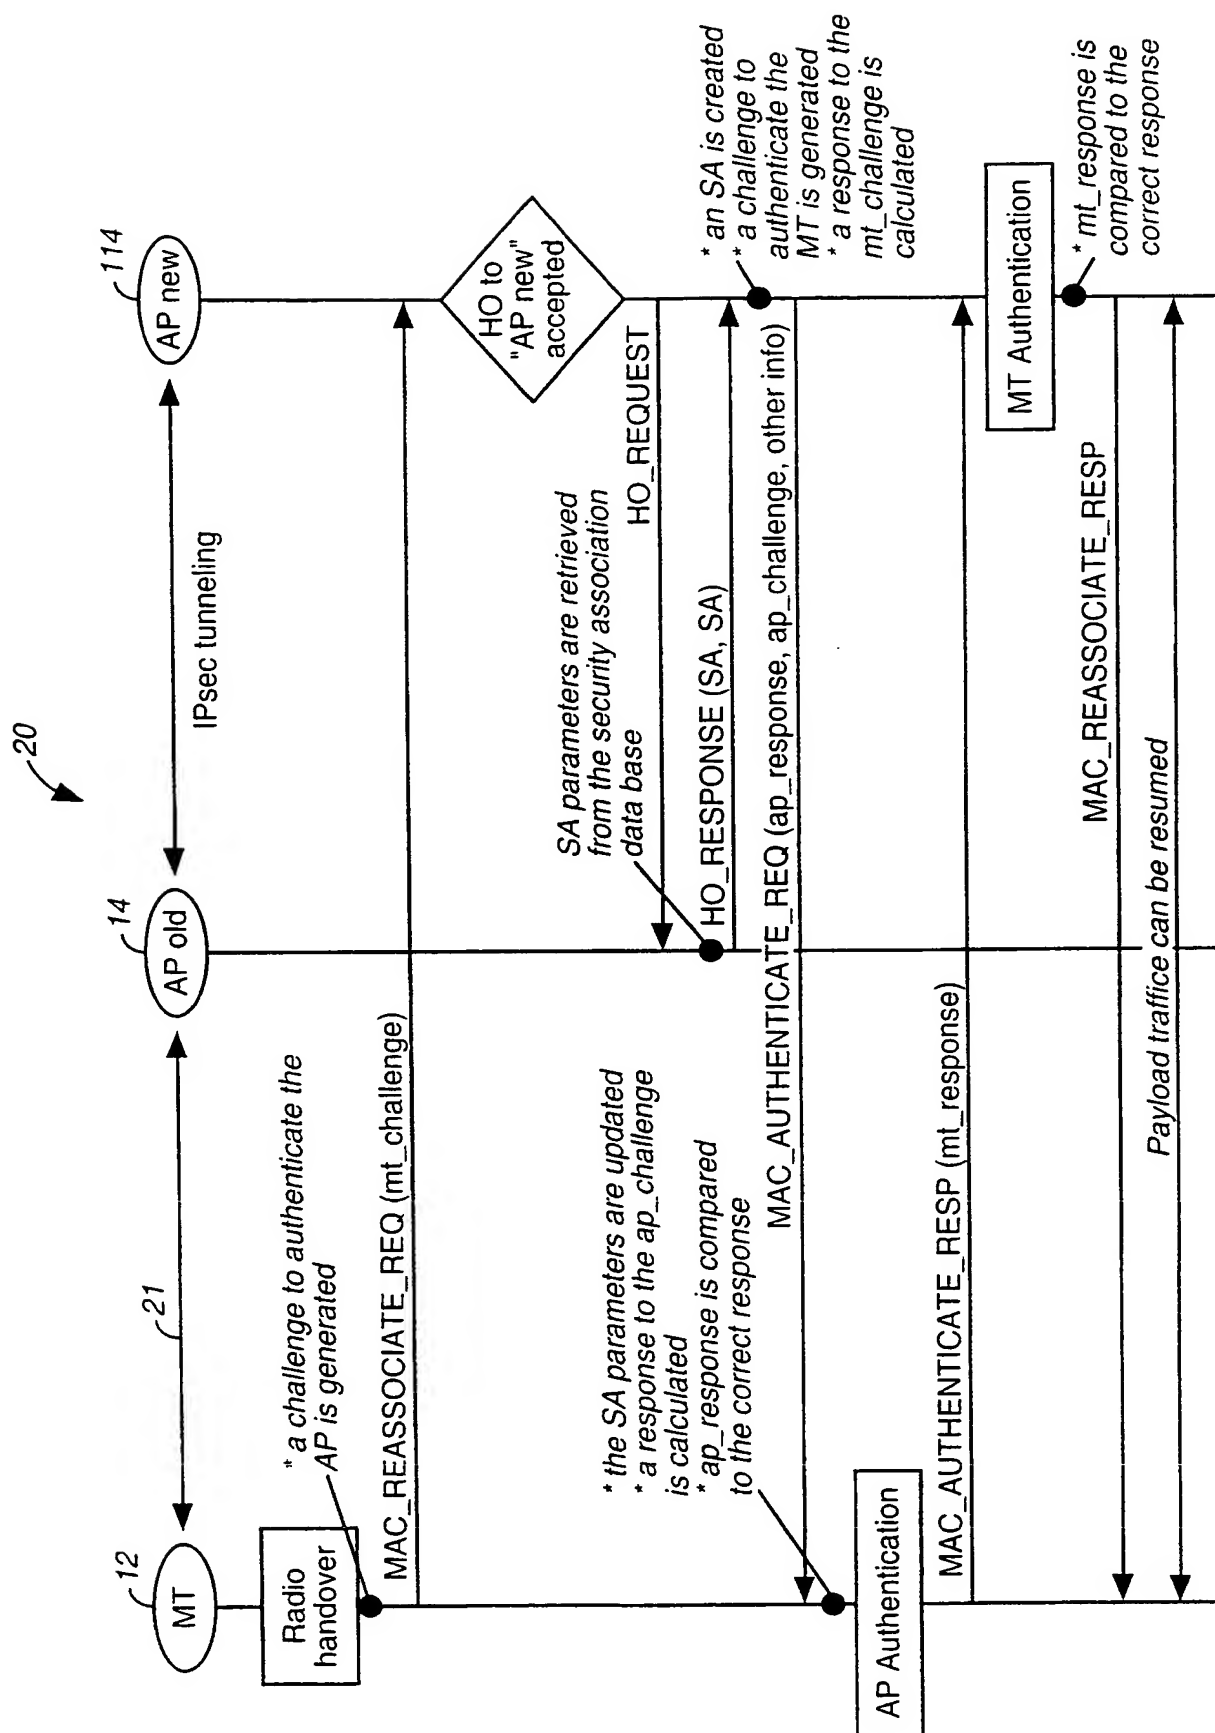 20
12
MT
21
14
AP old
IPsec tunneling
114
AP new
Radio
handover
* a challenge to authenticate the
AP is generated
MAC_REASSOCIATE_REQ (mt_challenge)
HO to
"AP new"
accepted
HO_REQUEST
SA parameters are retrieved
from the security association
data base
HO_RESPONSE (SA, SA)
* an SA is created
* a challenge to
authenticate the
MT is generated
* a response to the
mt_challenge is
calculated
MAC_AUTHENTICATE_REQ (ap_response, ap_challenge, other info)
* the SA parameters are updated
* a response to the ap_challenge
is calculated
* ap_response is compared
to the correct response
AP Authentication
MAC_AUTHENTICATE_RESP (mt_response)
MT Authentication
* mt_response is
compared to the
correct response
MAC_REASSOCIATE_RESP
Payload traffice can be resumed